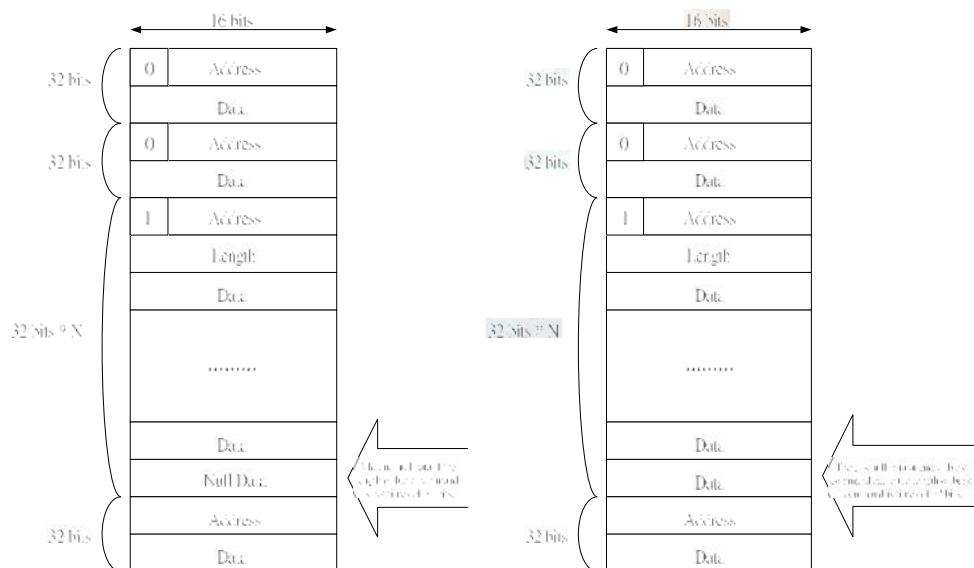 16 bits
32 bits
0 Address
Data
32 bits
0 Address
Data
32 bits * N
1 Address
Length
Data
.........
Data
Null Data
32 bits
Address
Data
16 bits
32 bits
0 Address
Data
32 bits
0 Address
Data
32 bits * N
1 Address
Length
Data
.........
Data
Data
32 bits
Address
Data